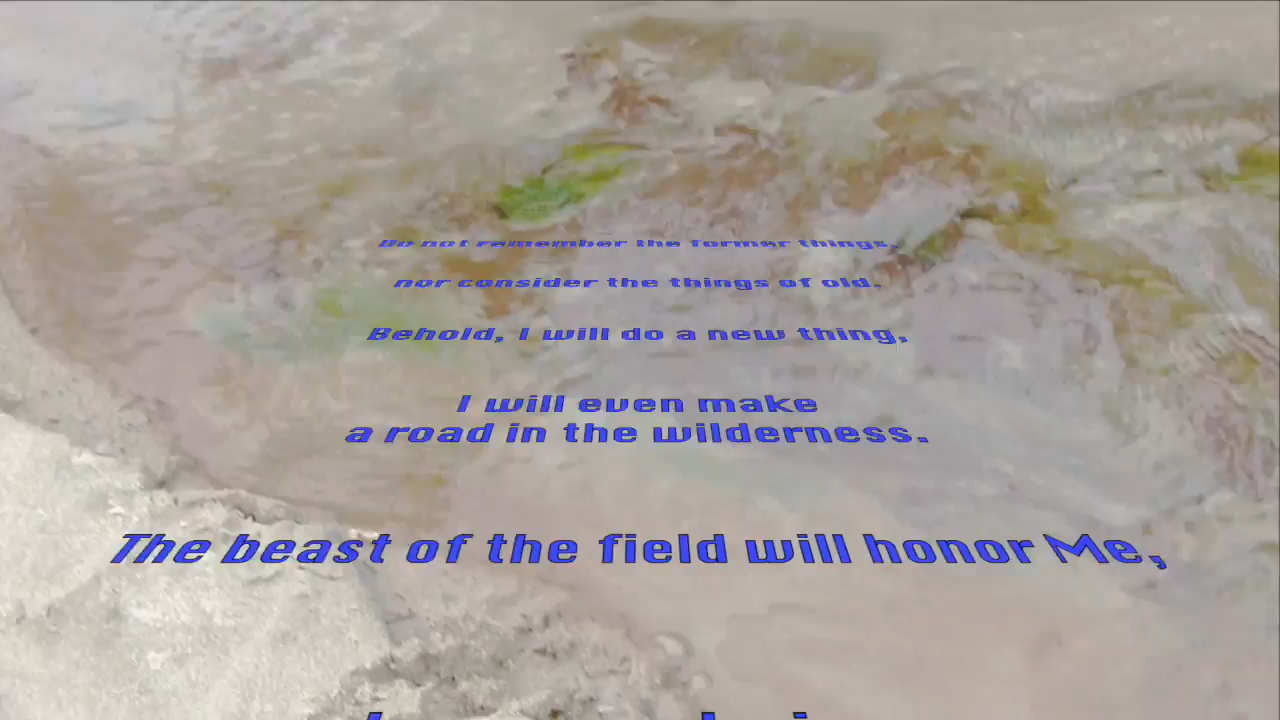 Do not remember the former things,
nor consider the things of old.
Behold, I will do a new thing,
I will even make
a road in the wilderness.
The beast of the field will honor Me,